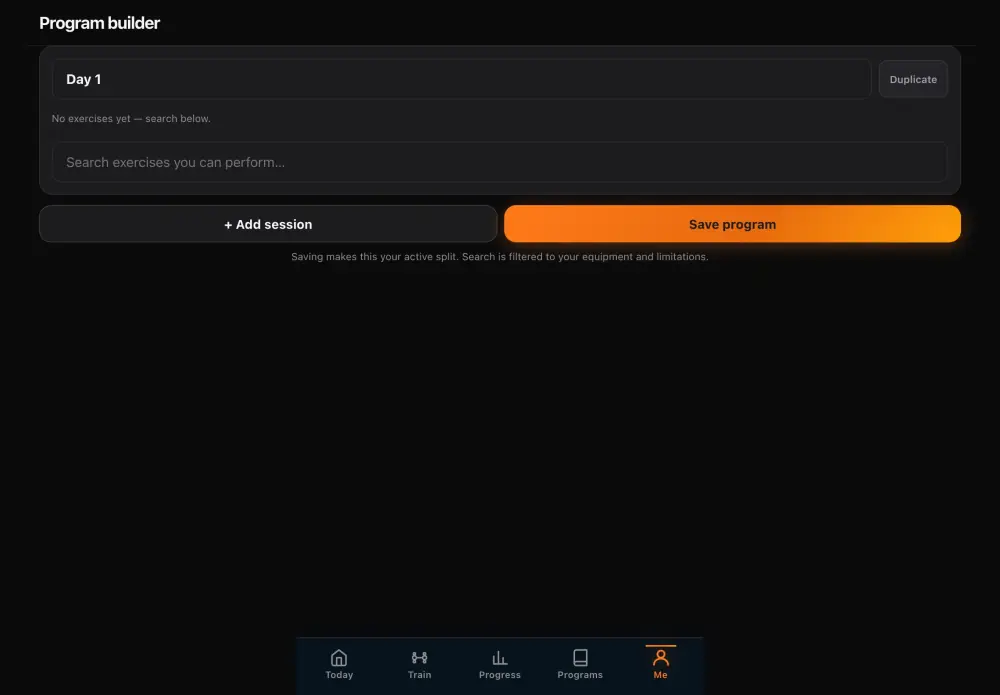 Program builder
Day 1
Duplicate
No exercises yet — search below.
Search exercises you can perform...
+ Add session
Save program
Saving makes this your active split. Search is filtered to your equipment and limitations.
Today
Train
Progress
Programs
Me